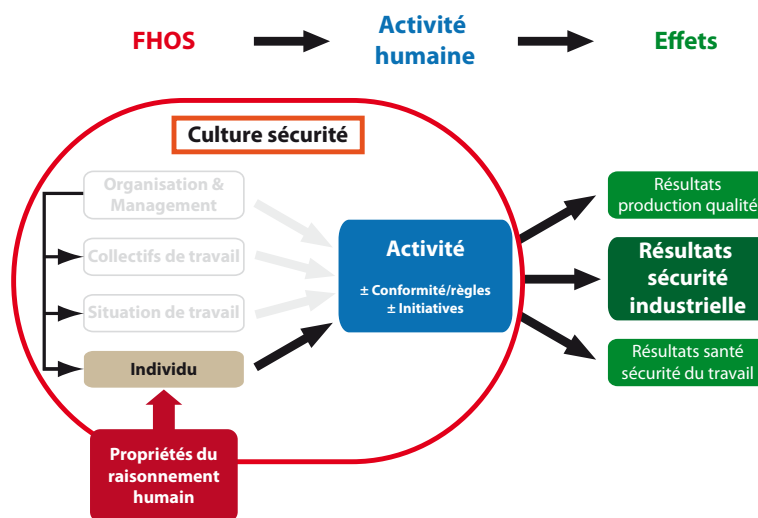 FHOS
Activité
humaine
Effets
Culture sécurité
Organisation &
Management
Collectifs de travail
Situation de travail
Individu
Propriétés du
raisonnement
humain
Activité
± Conformité/règles
± Initiatives
Résultats
production qualité
Résultats
sécurité
industrielle
Résultats santé
sécurité du travail